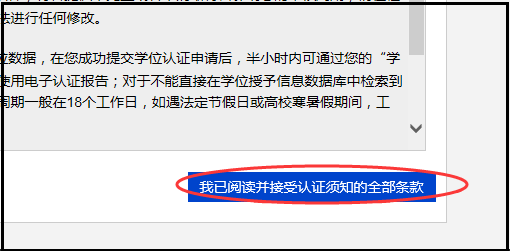 法进行任何修改。
位数据，在您成功提交学位认证申请后，半小时内可通过您的“学
使用电子认证报告；对于不能直接在学位授予信息数据库中检索到
周期一般在18个工作日，如遇法定节假日或高校寒暑假期间，工
我已阅读并接受认证须知的全部条款